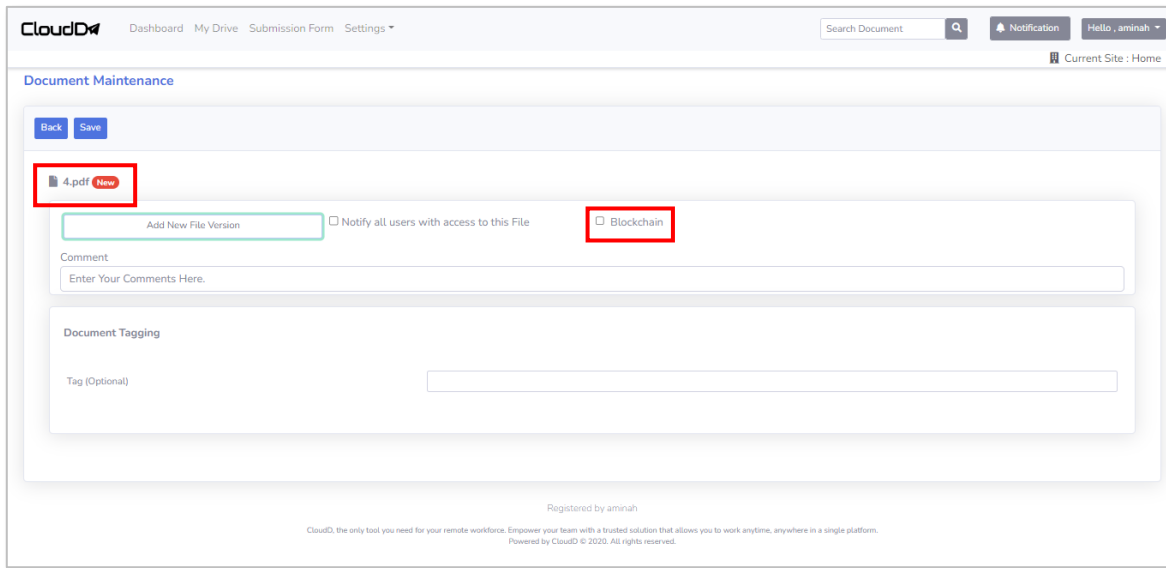 CloudD Dashboard My Drive Submission Form Settings Search Document Notification Hello , aminah
Current Site : Home
Document Maintenance
Back Save
4.pdf New
Add New File Version Notify all users with access to this File Blockchain
Comment
Enter Your Comments Here.
Document Tagging
Tag (Optional)
Registered by aminah
CloudD, the only tool you need for your remote workforce. Empower your team with a trusted solution that allows you to work anytime, anywhere in a single platform.
Powered by CloudD © 2020. All rights reserved.